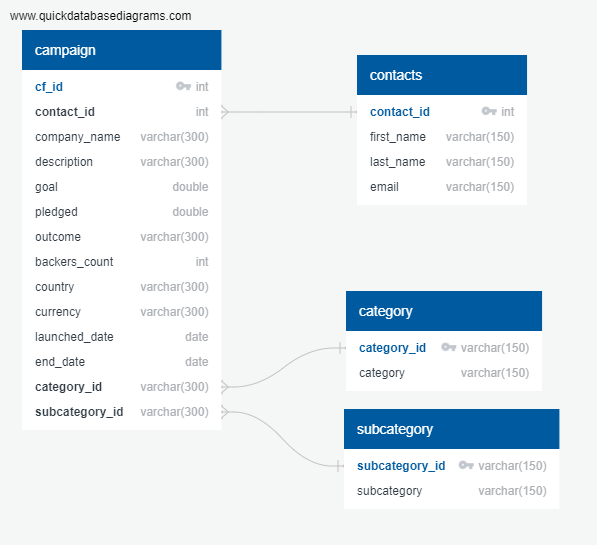 www.quickdatabasediagrams.com
campaign
cf_id int
contact_id int
company_name varchar(300)
description varchar(300)
goal double
pledged double
outcome varchar(300)
backers_count int
country varchar(300)
currency varchar(300)
launched_date date
end_date date
category_id varchar(300)
subcategory_id varchar(300)
contacts
contact_id int
first_name varchar(150)
last_name varchar(150)
email varchar(150)
category
category_id varchar(150)
category varchar(150)
subcategory
subcategory_id varchar(150)
subcategory varchar(150)